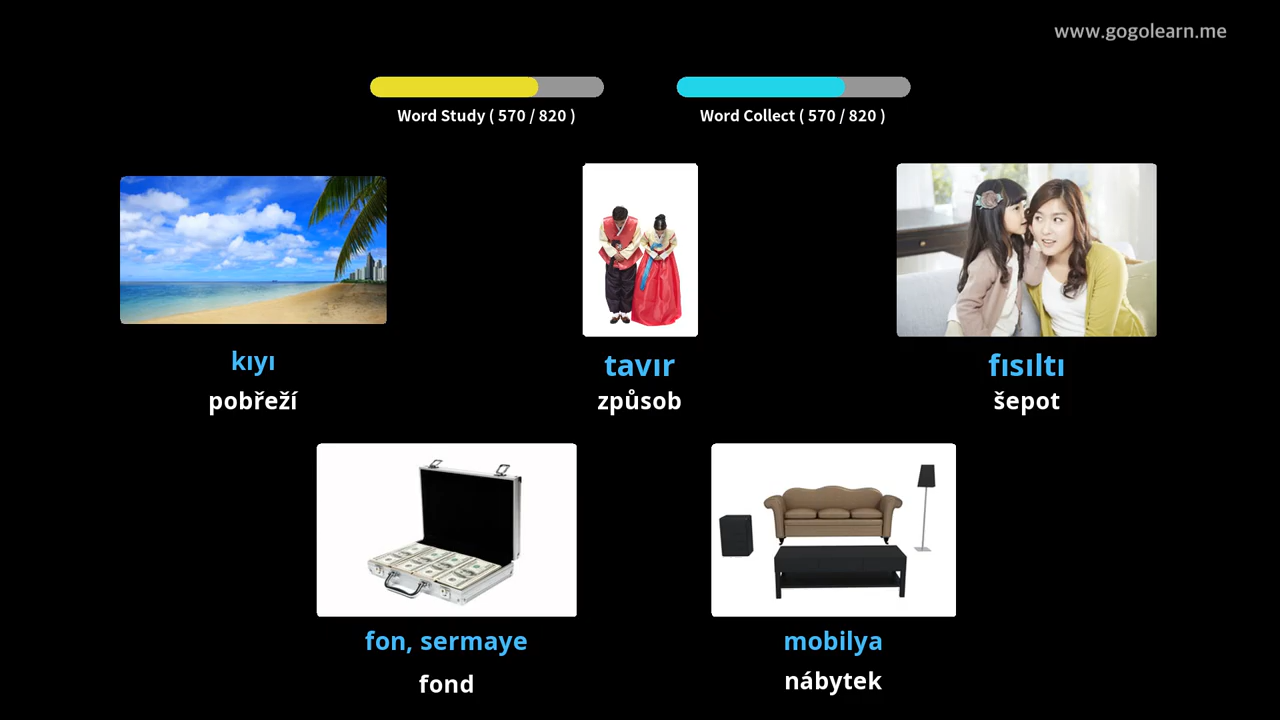 www.gogolearn.me
Word Study ( 570 / 820 )
Word Collect ( 570 / 820 )
kıyı
pobřeží
tavır
způsob
fısıltı
šepot
fon, sermaye
fond
mobilya
nábytek